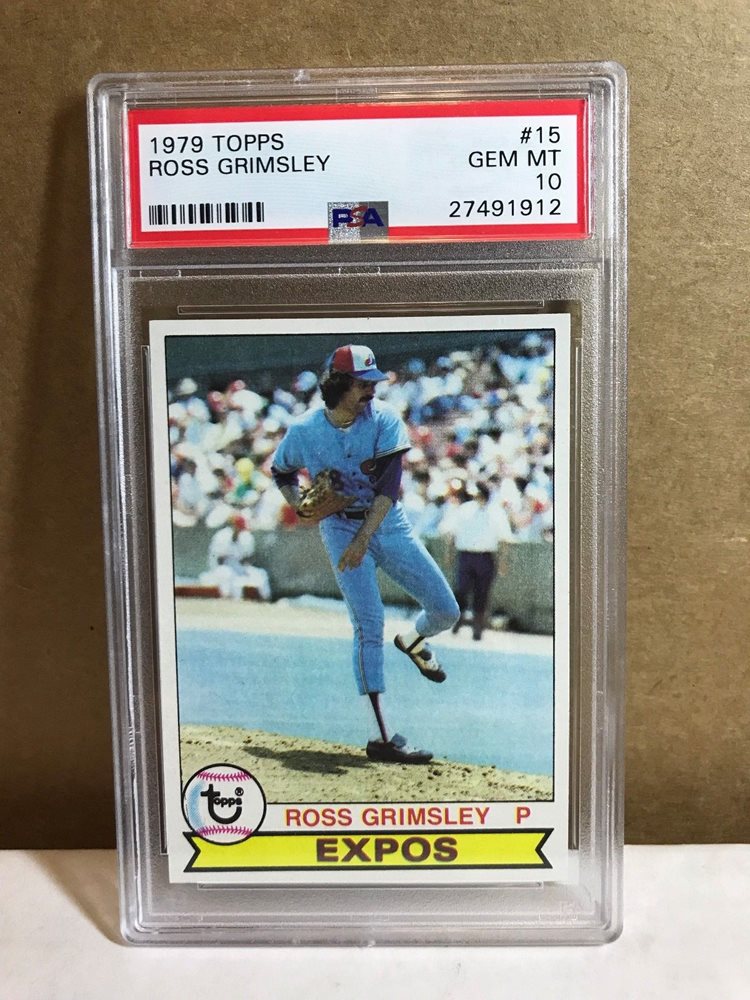 1979 TOPPS #15
ROSS GRIMSLEY GEM MT
10
PSA 27491912
topps®
ROSS GRIMSLEY P
EXPOS